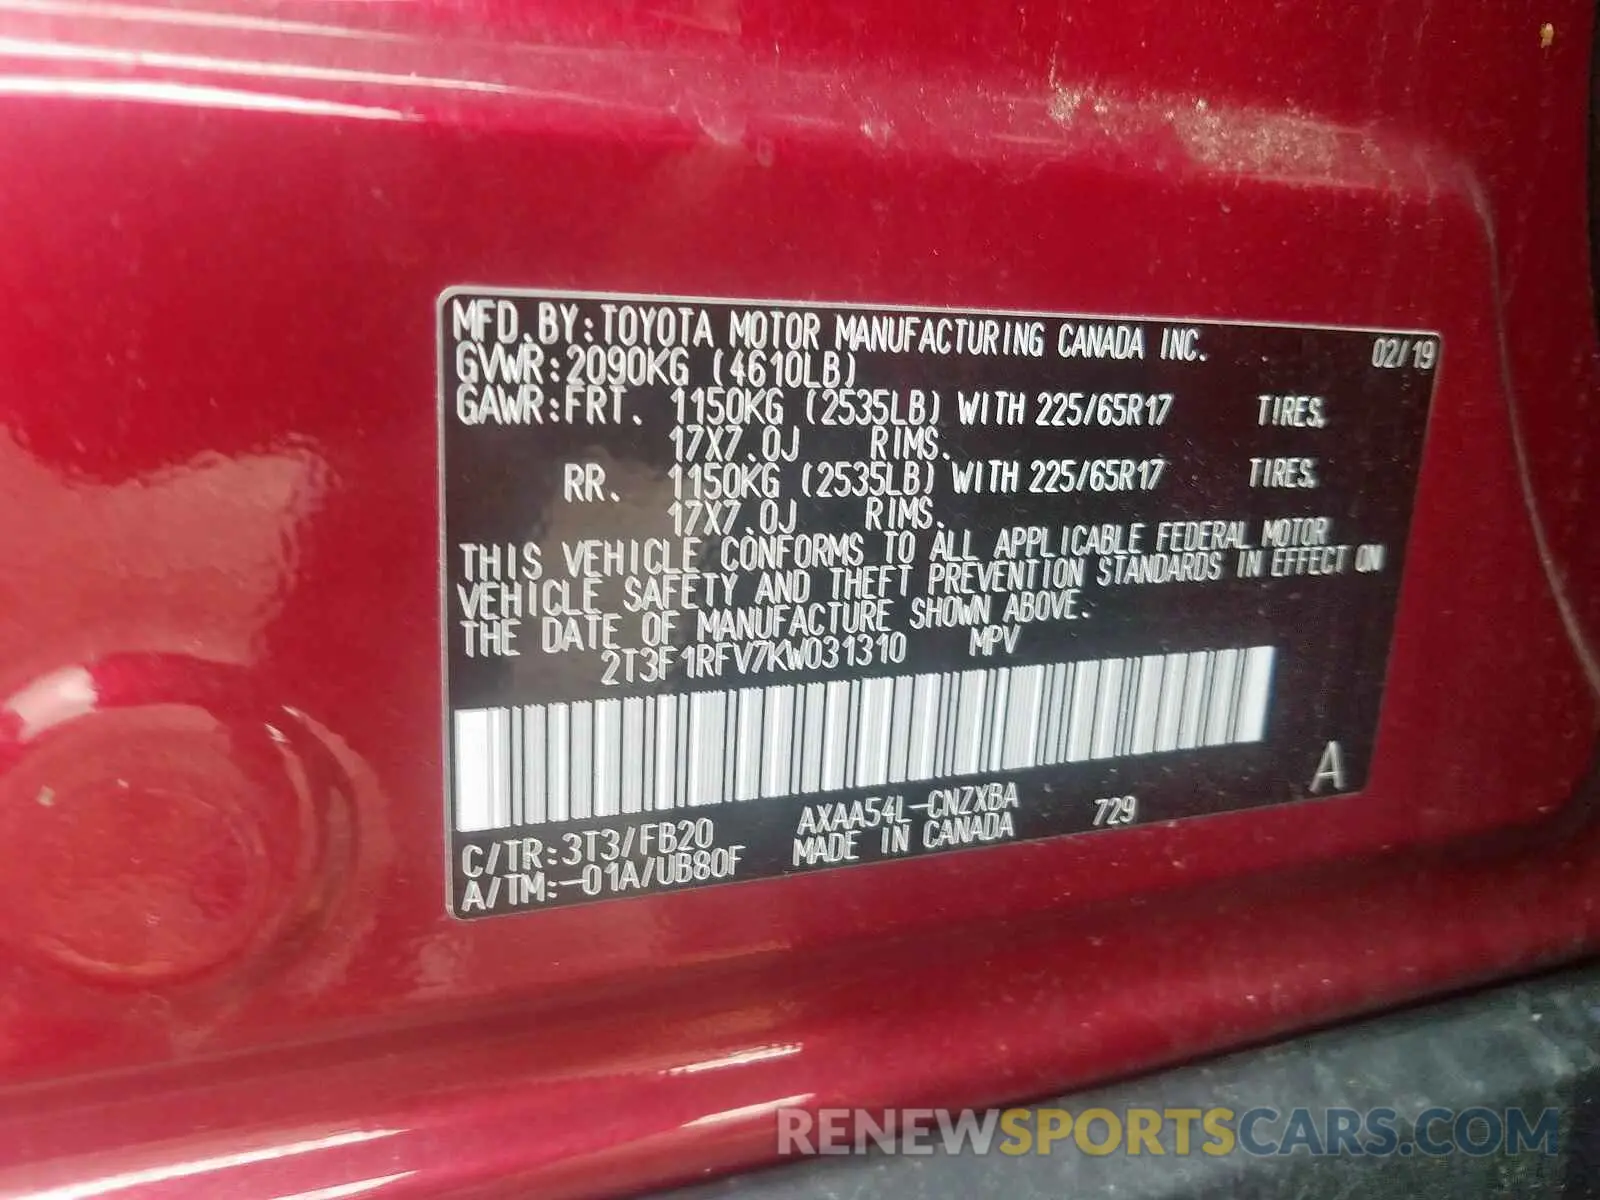 MFD.BY:TOYOTA MOTOR MANUFACTURING CANADA INC. 02/19
GVWR:2090KG (4610LB)
GAWR:FRT. 1150KG (2535LB) WITH 225/65R17 TIRES.
17X7.0J RIMS.
RR. 1150KG (2535LB) WITH 225/65R17 TIRES.
17X7.0J RIMS.
THIS VEHICLE CONFORMS TO ALL APPLICABLE FEDERAL MOTOR
VEHICLE SAFETY AND THEFT PREVENTION STANDARDS IN EFFECT ON
THE DATE OF MANUFACTURE SHOWN ABOVE.
2T3F1RFV7KW031310 MPV
A
C/TR:3T3/FB20 AXAA54L-CNZXBA 729
A/TM:-01A/UB80F MADE IN CANADA
RENEWSPORTSCARS.COM